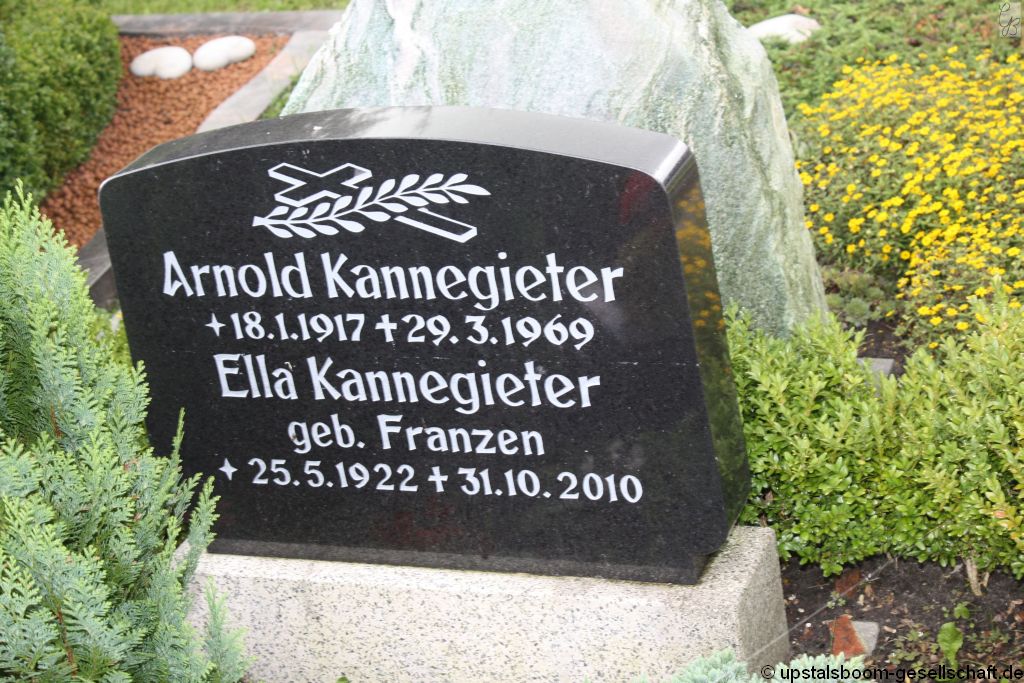 Arnold Kannegieter
+18.1.1917 +29.3.1969
Ella Kannegieter
geb. Franzen
+ 25.5.1922 +31.10.2010
© upstalsboom-gesellschaft.de